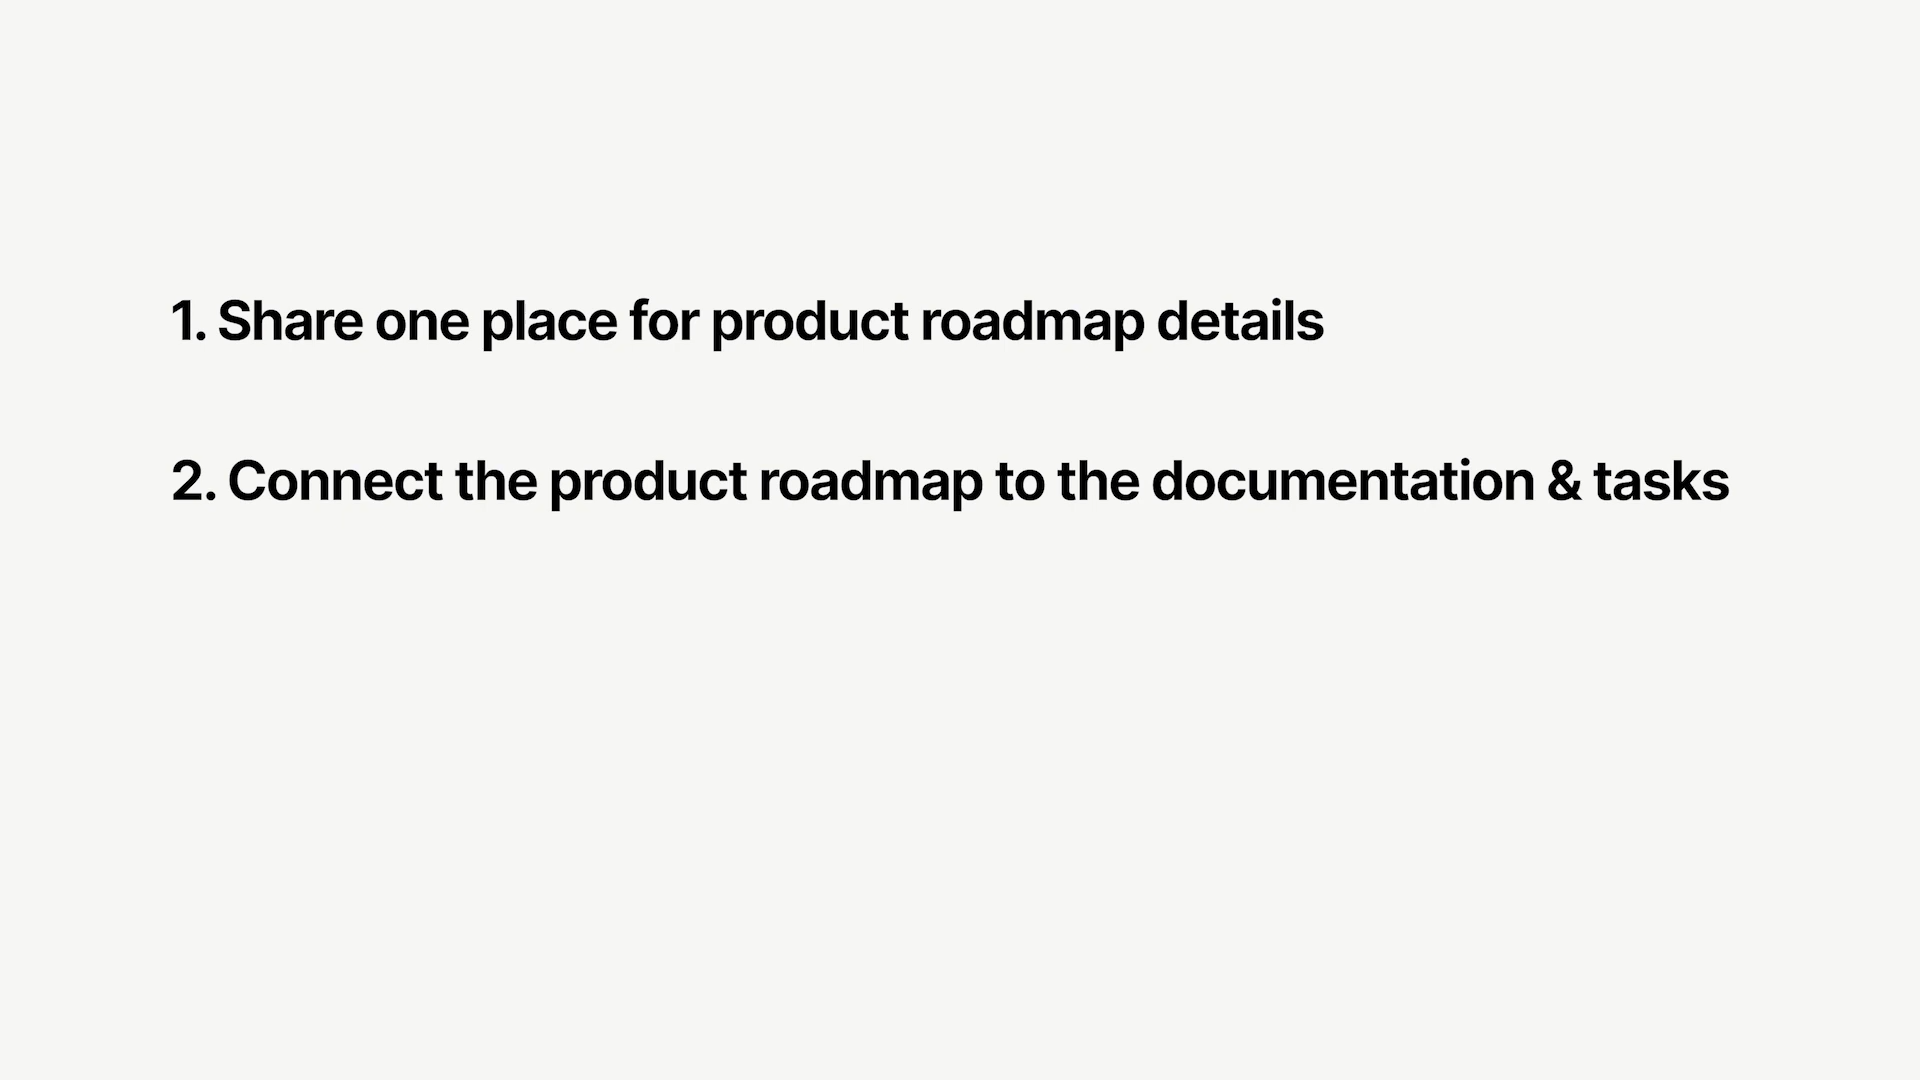 1. Share one place for product roadmap details
2. Connect the product roadmap to the documentation & tasks